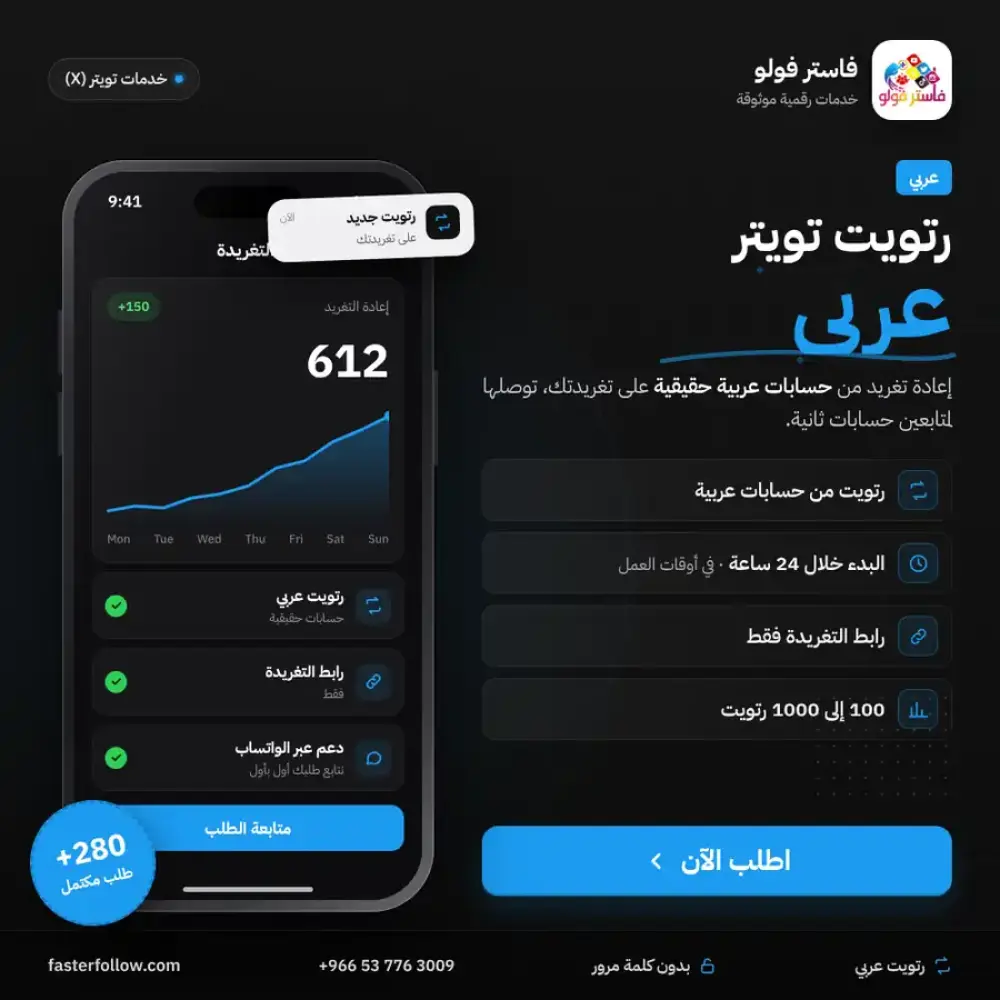 فاستر فولو
خدمات رقمية موثوقة
فاستر فولو
خدمات تويتر (X)
عربي
رتويت تويتر
عربي
إعادة تغريد من حسابات عربية حقيقية على تغريدتك، توصلها
لمتابعين حسابات ثانية.
رتويت من حسابات عربية
البدء خلال 24 ساعة · في أوقات العمل
رابط التغريدة فقط
100 إلى 1000 رتويت
اطلب الآن
9:41
رتويت جديد
الآن
على تغريدتك
التغريدة
إعادة التغريد
+150
612
Mon Tue Wed Thu Fri Sat Sun
رتويت عربي
حسابات حقيقية
رابط التغريدة
فقط
دعم عبر الواتساب
نتابع طلبك أول بأول
متابعة الطلب
+280
طلب مكتمل
رتويت عربي
بدون كلمة مرور
+966 53 776 3009
fasterfollow.com